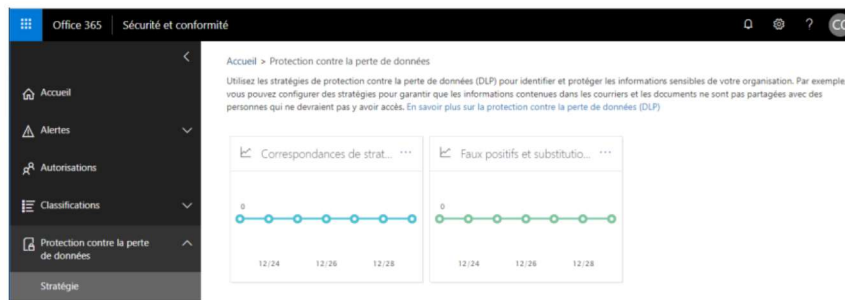 Office 365 Sécurité et conformité
Accueil
Alertes
Autorisations
Classifications
Protection contre la perte
de données
Stratégie
Accueil > Protection contre la perte de données
Utilisez les stratégies de protection contre la perte de données (DLP) pour identifier et protéger les informations sensibles de votre organisation. Par exemple
vous pouvez configurer des stratégies pour garantir que les informations contenues dans les courriers et les documents ne sont pas partagées avec des
personnes qui ne devraient pas y avoir accès. En savoir plus sur la protection contre la perte de données (DLP)
Correspondances de strat... ...
0
12/24 12/26 12/28
Faux positifs et substitutio... ...
0
12/24 12/26 12/28